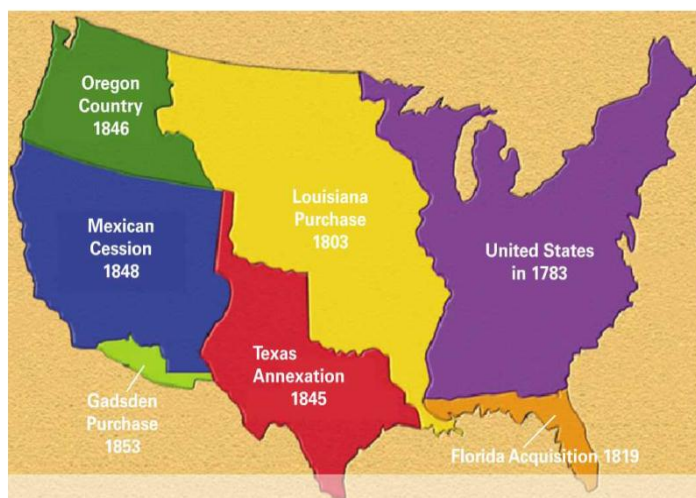 Oregon
Country
1846
Mexican
Cession
1848
Louisiana
Purchase
1803
United States
in 1783
Texas
Annexation
1845
Gadsden
Purchase
1853
Florida Acquisition 1819